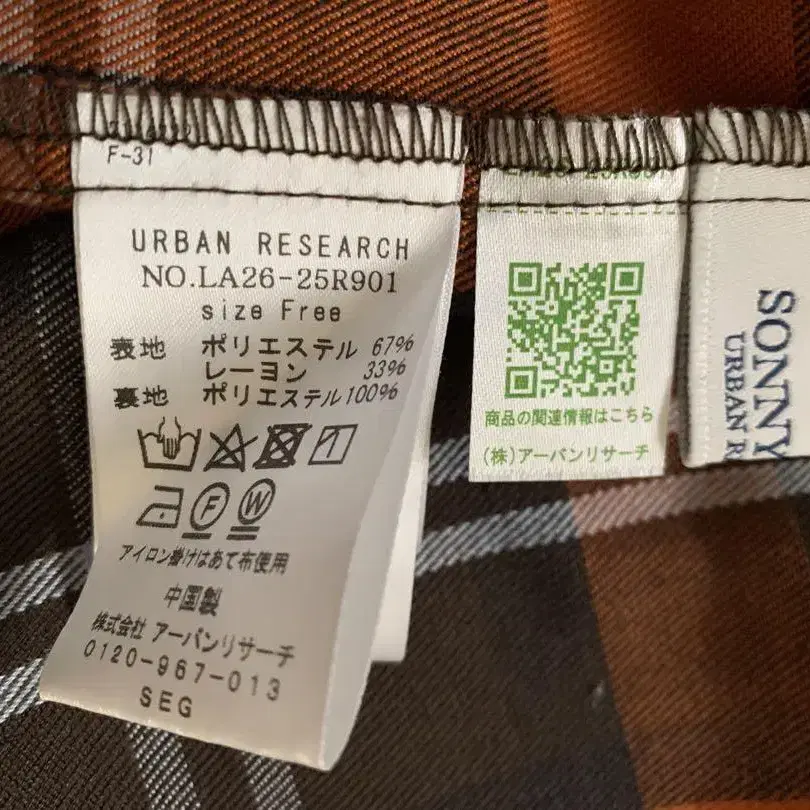 F-31
URBAN RESEARCH
NO.LA26-25R901
size Free
表地 ポリエステル 67%
レーヨン 33%
裏地 ポリエステル100%
F W
アイロン掛けはあて布使用
中国製
株式会社 アーバンリサーチ
0120-967-013
SEG
商品の関連情報はこちら
(株)アーバンリサーチ
SONNY
URBAN